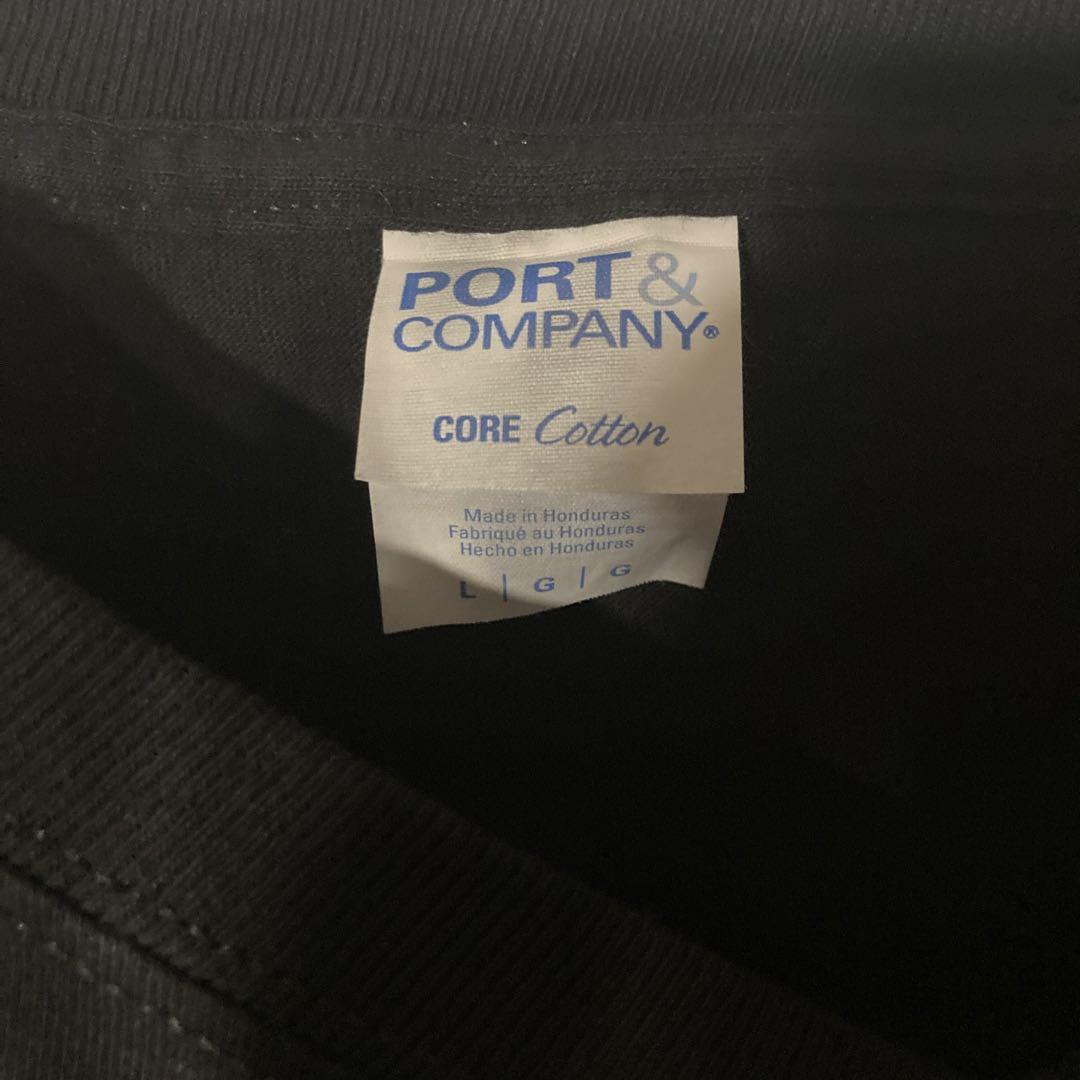 PORT &
COMPANY®
CORE Cotton
Made in Honduras
Fabriqué au Honduras
Hecho en Honduras
L | G | G